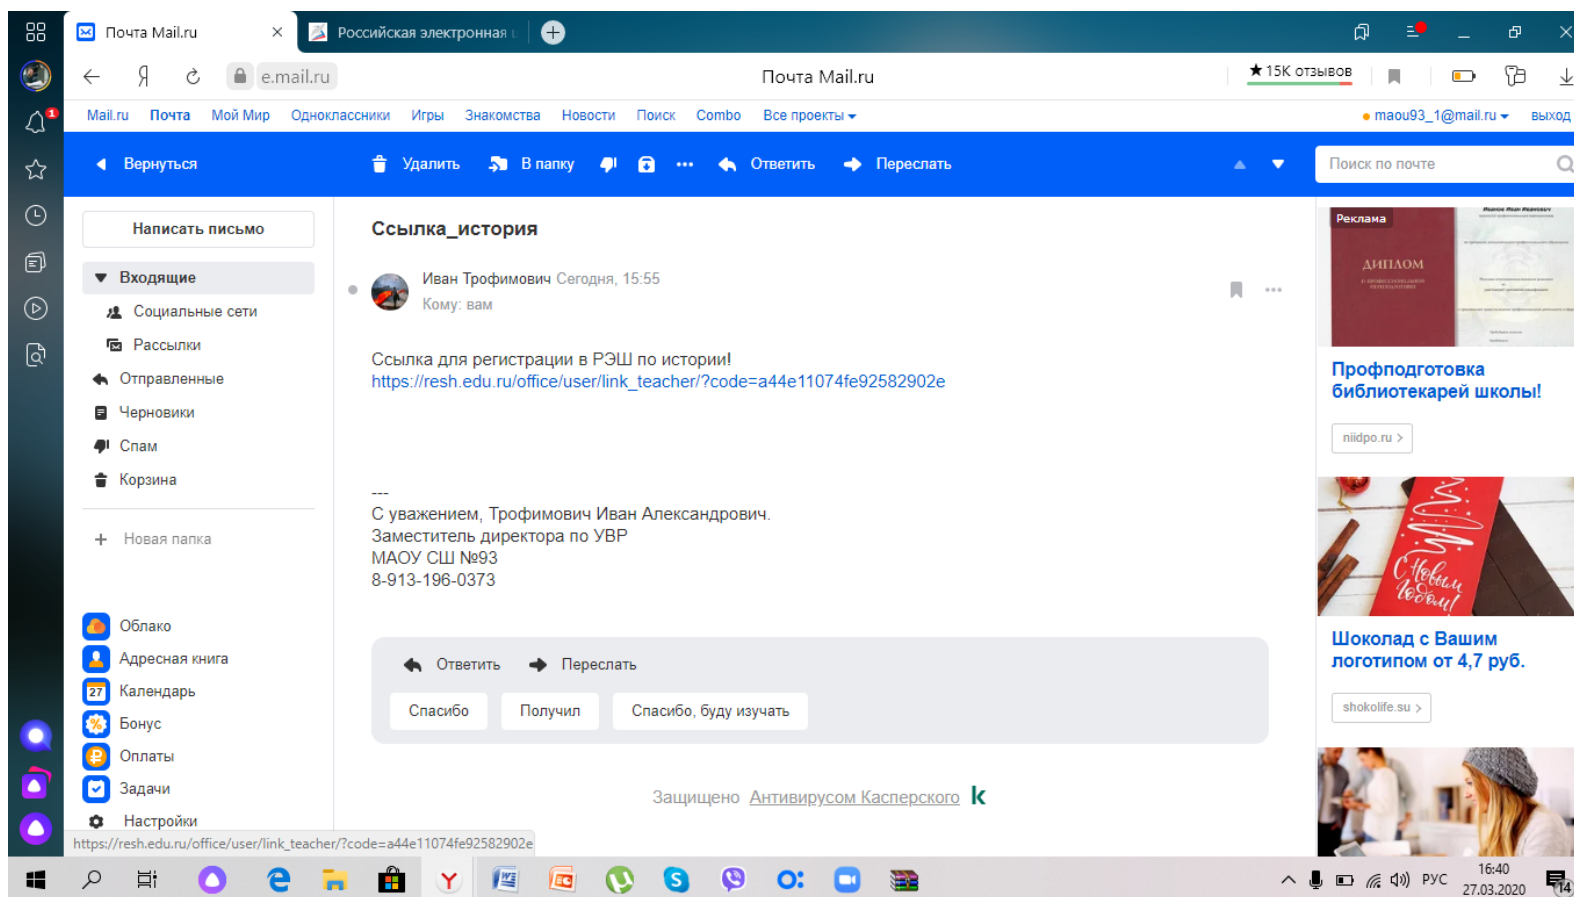 Почта Mail.ru
Российская электронная
e.mail.ru
Почта Mail.ru
★ 15К отзывов
Mail.ru Почта Мой Мир Одноклассники Игры Знакомства Новости Поиск Combo Все проекты
maou93_1@mail.ru выход
Вернуться
Удалить В папку Ответить Переслать
Поиск по почте
Написать письмо
Входящие
Социальные сети
Рассылки
Отправленные
Черновики
Спам
Корзина
+ Новая папка
Облако
Адресная книга
27 Календарь
Бонус
Оплаты
Задачи
Настройки
Ссылка_история
Иван Трофимович Сегодня, 15:55
Кому: вам
Ссылка для регистрации в РЭШ по истории!
https://resh.edu.ru/office/user/link_teacher/?code=a44e11074fe92582902e
---
С уважением, Трофимович Иван Александрович.
Заместитель директора по УВР
МАОУ СШ №93
8-913-196-0373
Ответить Переслать
Спасибо Получил Спасибо, буду изучать
Защищено Антивирусом Касперского
Реклама
ДИПЛОМ
Профподготовка
библиотекарей школы!
niidpo.ru >
С Новым
Годом!
Шоколад с Вашим
логотипом от 4,7 руб.
shokolife.su >
https://resh.edu.ru/office/user/link_teacher/?code=a44e11074fe92582902e
РУС
16:40
27.03.2020
14